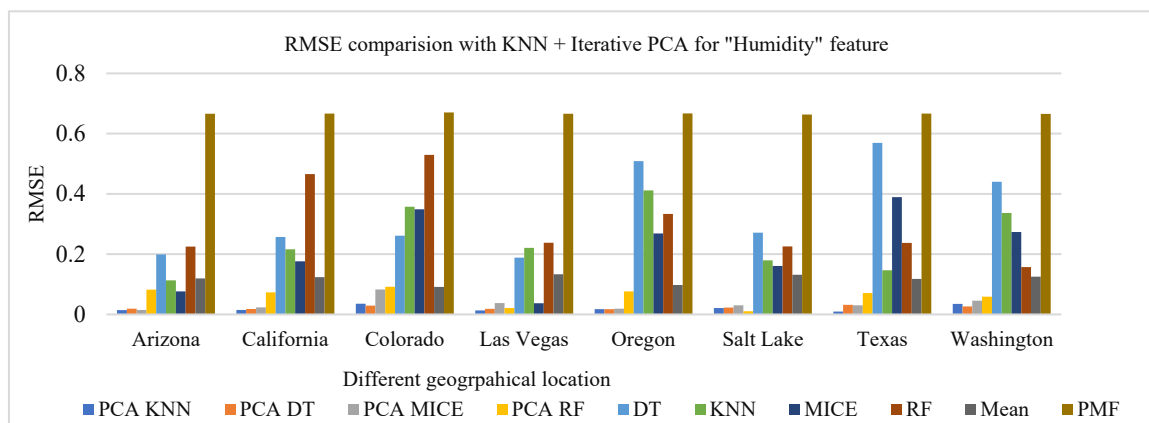 RMSE comparision with KNN + Iterative PCA for "Humidity" feature
0.8
0.6
0.4
0.2
0
RMSE
Arizona California Colorado Las Vegas Oregon Salt Lake Texas Washington
Different geogrpahical location
PCA KNN PCA DT PCA MICE PCA RF DT KNN MICE RF Mean PMF